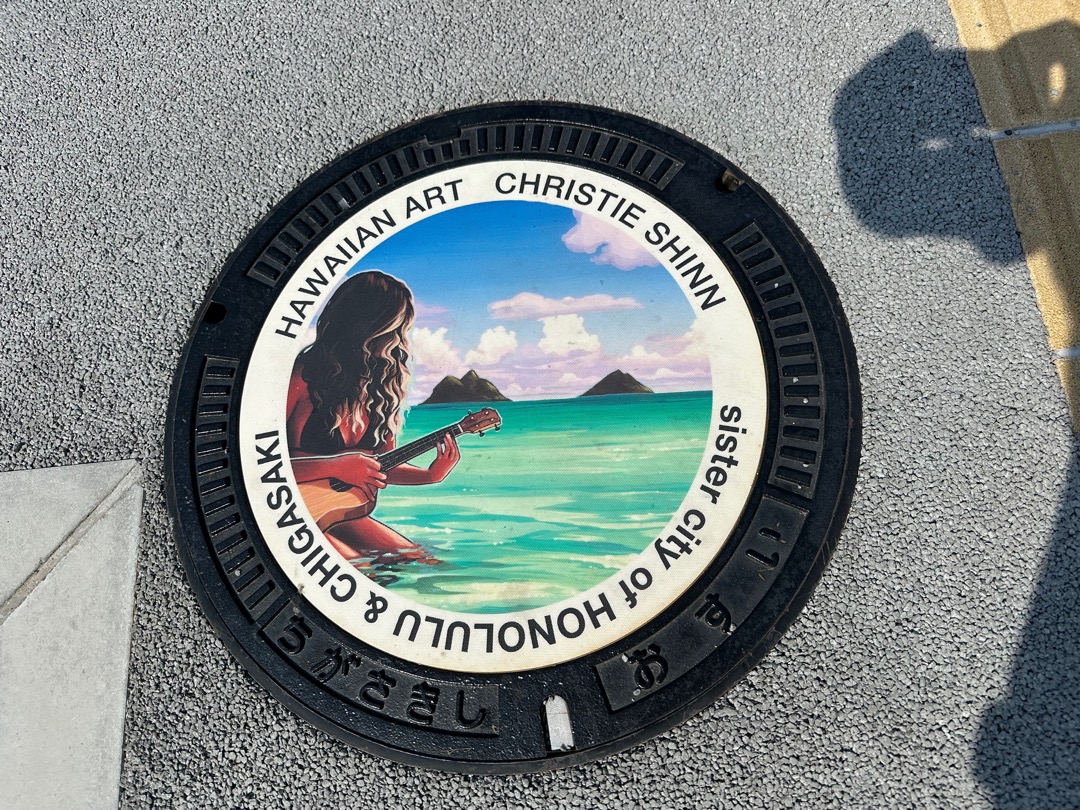 HAWAIIAN ART CHRISTIE SHINN
sister city of HONOLULU & CHIGASAKI
ちがさきし
おすい